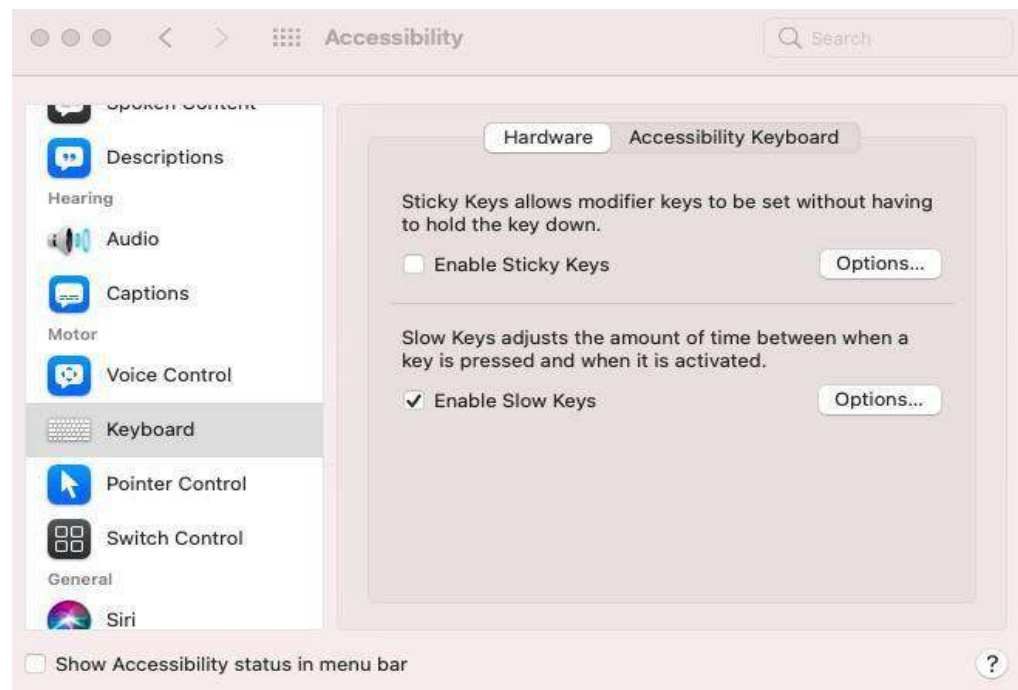 Accessibility
Search
Spoken Content
Descriptions
Hearing
Audio
Captions
Motor
Voice Control
Keyboard
Pointer Control
Switch Control
General
Siri
Hardware
Accessibility Keyboard
Sticky Keys allows modifier keys to be set without having
to hold the key down.
Enable Sticky Keys
Options...
Slow Keys adjusts the amount of time between when a
key is pressed and when it is activated.
Enable Slow Keys
Options...
Show Accessibility status in menu bar
?